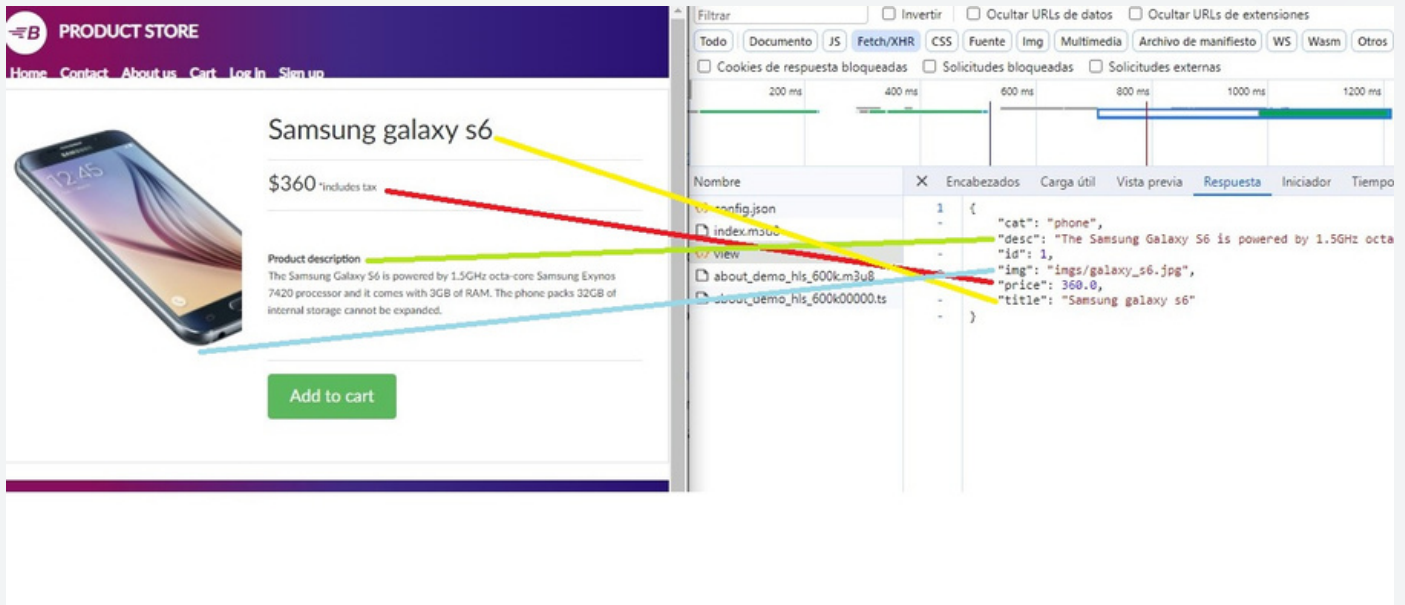 B PRODUCT STORE
Home Contact About us Cart Log in Sign up
SAMSUNG
12:45
Samsung galaxy s6
$360 *includes tax
Product description
The Samsung Galaxy S6 is powered by 1.5GHz octa-core Samsung Exynos
7420 processor and it comes with 3GB of RAM. The phone packs 32GB of
internal storage cannot be expanded.
Add to cart
Filtrar Invertir Ocultar URLs de datos Ocultar URLs de extensiones
Todo Documento JS Fetch/XHR CSS Fuente Img Multimedia Archivo de manifiesto WS Wasm Otros
Cookies de respuesta bloqueadas Solicitudes bloqueadas Solicitudes externas
200 ms 400 ms 600 ms 800 ms 1000 ms 1200 ms
Nombre
config.json
index.m3u8
view
about_demo_hls_600k.m3u8
about_demo_hls_600k00000.ts
Encabezados Carga útil Vista previa Respuesta Iniciador Tiempo
1 {
- "cat": "phone",
- "desc": "The Samsung Galaxy S6 is powered by 1.5GHz octa
- "id": 1,
- "img": "imgs/galaxy_s6.jpg",
- "price": 360.0,
- "title": "Samsung galaxy s6"
- }